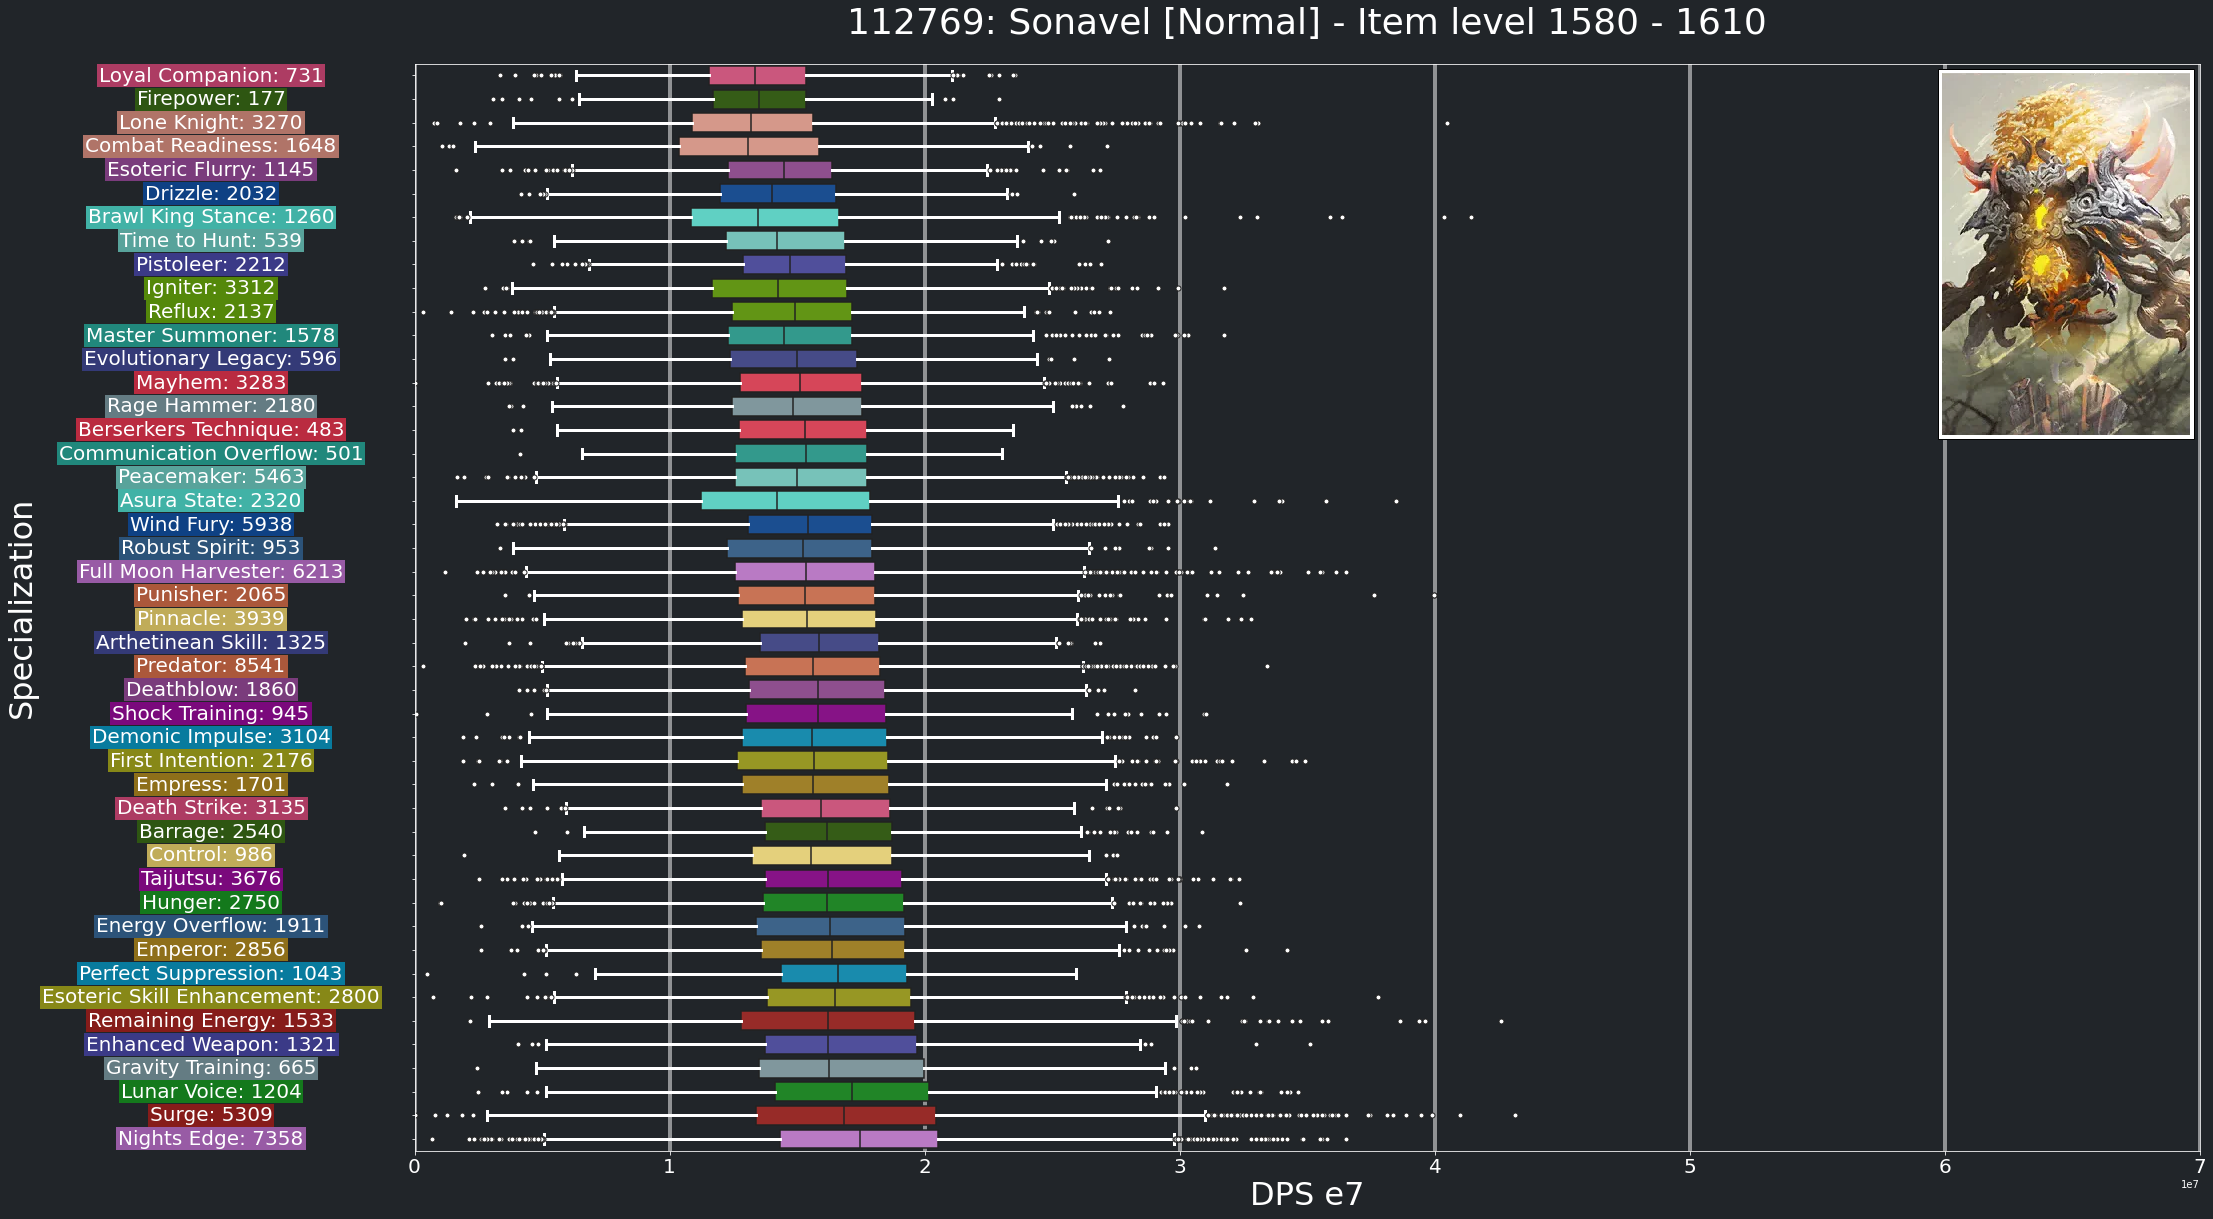 112769: Sonavel [Normal] - Item level 1580 - 1610
Loyal Companion: 731
Firepower: 177
Lone Knight: 3270
Combat Readiness: 1648
Esoteric Flurry: 1145
Drizzle: 2032
Brawl King Stance: 1260
Time to Hunt: 539
Pistoleer: 2212
Igniter: 3312
Reflux: 2137
Master Summoner: 1578
Evolutionary Legacy: 596
Mayhem: 3283
Rage Hammer: 2180
Berserkers Technique: 483
Communication Overflow: 501
Peacemaker: 5463
Asura State: 2320
Wind Fury: 5938
Robust Spirit: 953
Full Moon Harvester: 6213
Punisher: 2065
Pinnacle: 3939
Arthetinean Skill: 1325
Predator: 8541
Deathblow: 1860
Shock Training: 945
Demonic Impulse: 3104
First Intention: 2176
Empress: 1701
Death Strike: 3135
Barrage: 2540
Control: 986
Taijutsu: 3676
Hunger: 2750
Energy Overflow: 1911
Emperor: 2856
Perfect Suppression: 1043
Esoteric Skill Enhancement: 2800
Remaining Energy: 1533
Enhanced Weapon: 1321
Gravity Training: 665
Lunar Voice: 1204
Surge: 5309
Nights Edge: 7358
Specialization
0 1 2 3 4 5 6 7
1e7
DPS e7